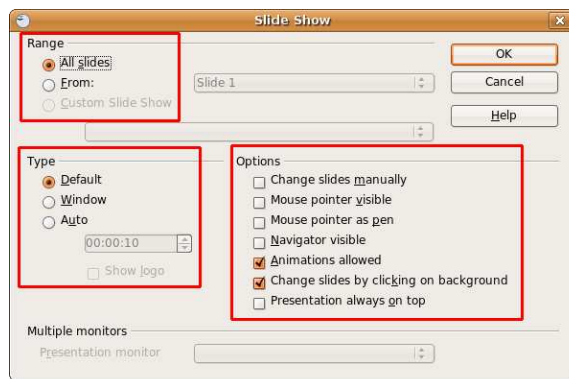 Slide Show
Range
All slides
From:
Slide 1
Custom Slide Show
OK
Cancel
Help
Type
Default
Window
Auto
00:00:10
Show logo
Options
Change slides manually
Mouse pointer visible
Mouse pointer as pen
Navigator visible
Animations allowed
Change slides by clicking on background
Presentation always on top
Multiple monitors
Presentation monitor